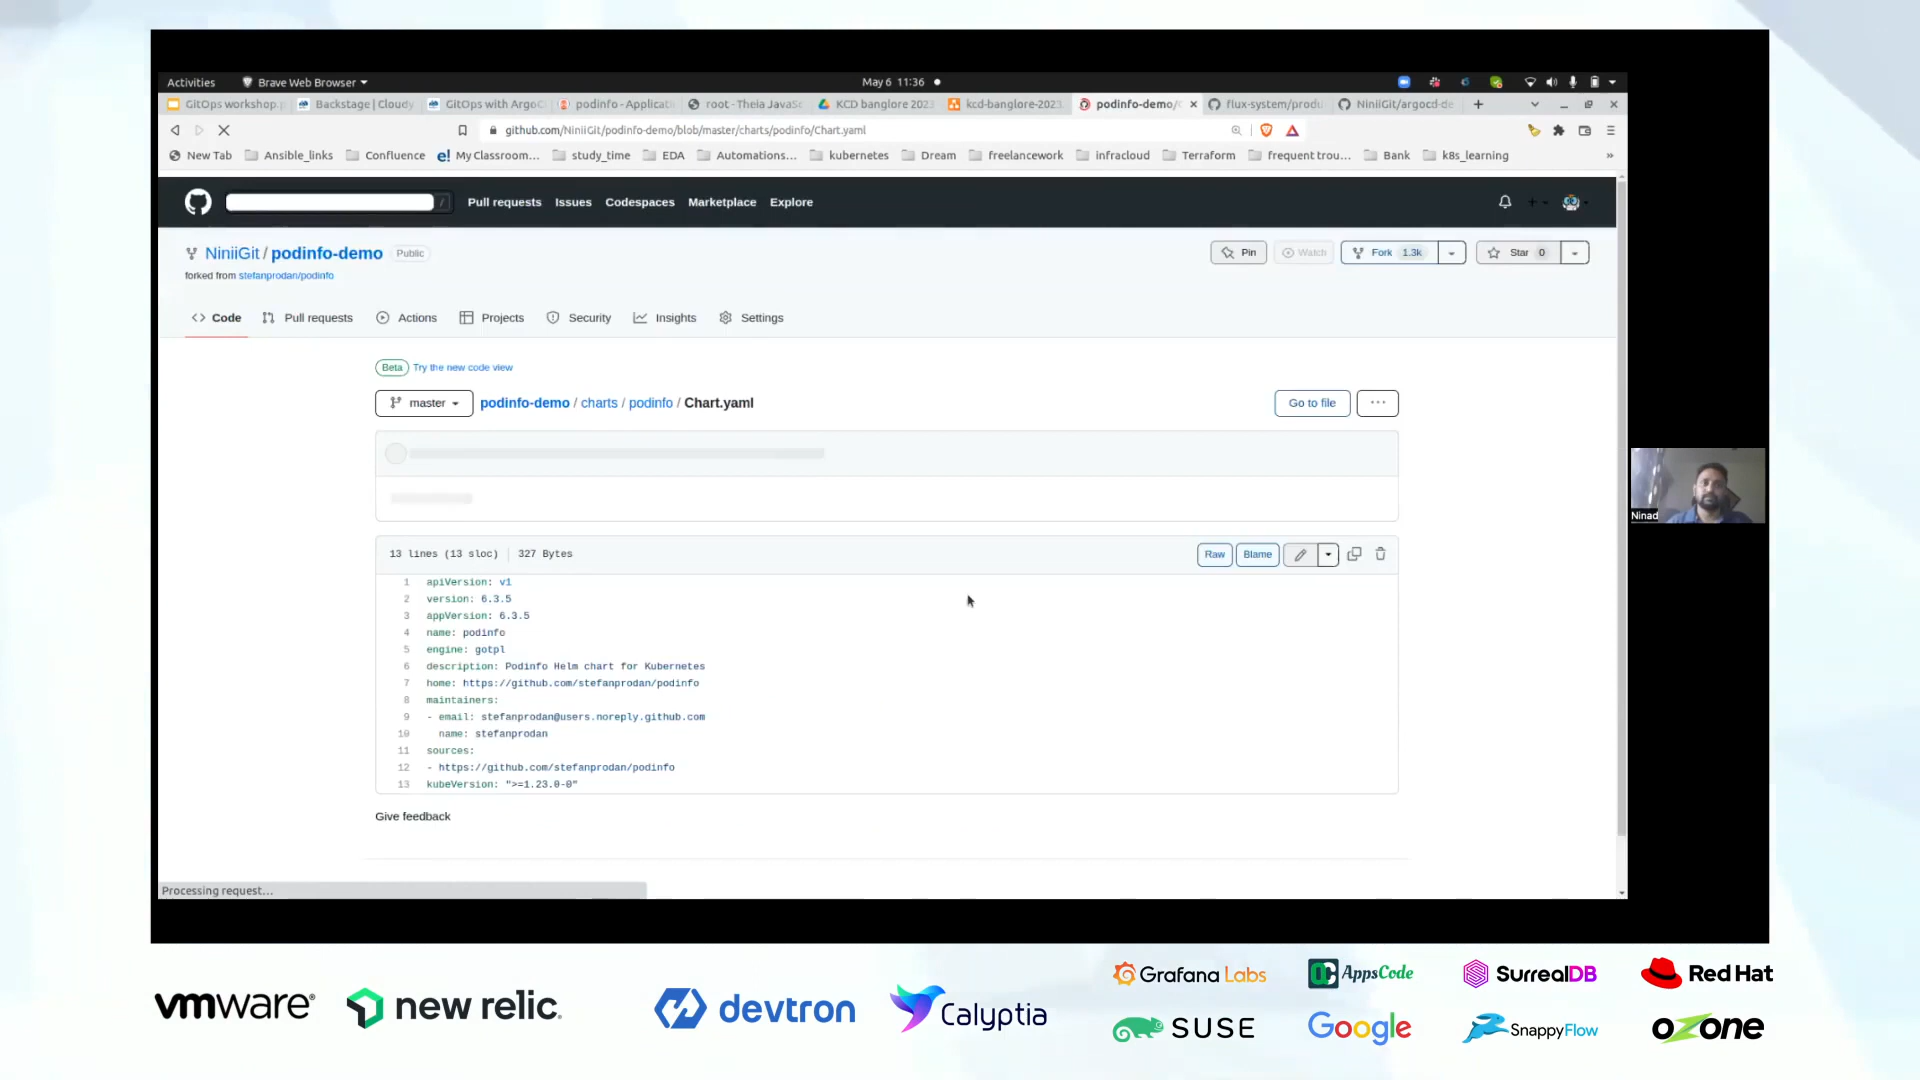 Activities Brave Web Browser May 6 11:36
GitOps workshop.p Backstage | Cloudy GitOps with ArgoC podinfo - Applicati root - Theia JavaSc KCD banglore 2023 kcd-banglore-2023. podinfo-demo/C flux-system/produ NiniiGit/argocd-de
github.com/NiniiGit/podinfo-demo/blob/master/charts/podinfo/Chart.yaml
New Tab Ansible_links Confluence e! My Classroom... study_time EDA Automations... kubernetes Dream freelancework infracloud Terraform frequent trou... Bank k8s_learning »
/ Pull requests Issues Codespaces Marketplace Explore
NiniiGit / podinfo-demo Public Pin Watch Fork 1.3k Star 0
forked from stefanprodan/podinfo
Code Pull requests Actions Projects Security Insights Settings
Beta Try the new code view
master podinfo-demo / charts / podinfo / Chart.yaml Go to file ...
13 lines (13 sloc) 327 Bytes Raw Blame
1 apiVersion: v1
2 version: 6.3.5
3 appVersion: 6.3.5
4 name: podinfo
5 engine: gotpl
6 description: Podinfo Helm chart for Kubernetes
7 home: https://github.com/stefanprodan/podinfo
8 maintainers:
9 - email: stefanprodan@users.noreply.github.com
10 name: stefanprodan
11 sources:
12 - https://github.com/stefanprodan/podinfo
13 kubeVersion: ">=1.23.0-0"
Give feedback
Processing request...
Ninad
vmware new relic. devtron Calyptia
Grafana Labs AppsCode SurrealDB Red Hat
SUSE Google SnappyFlow ozone